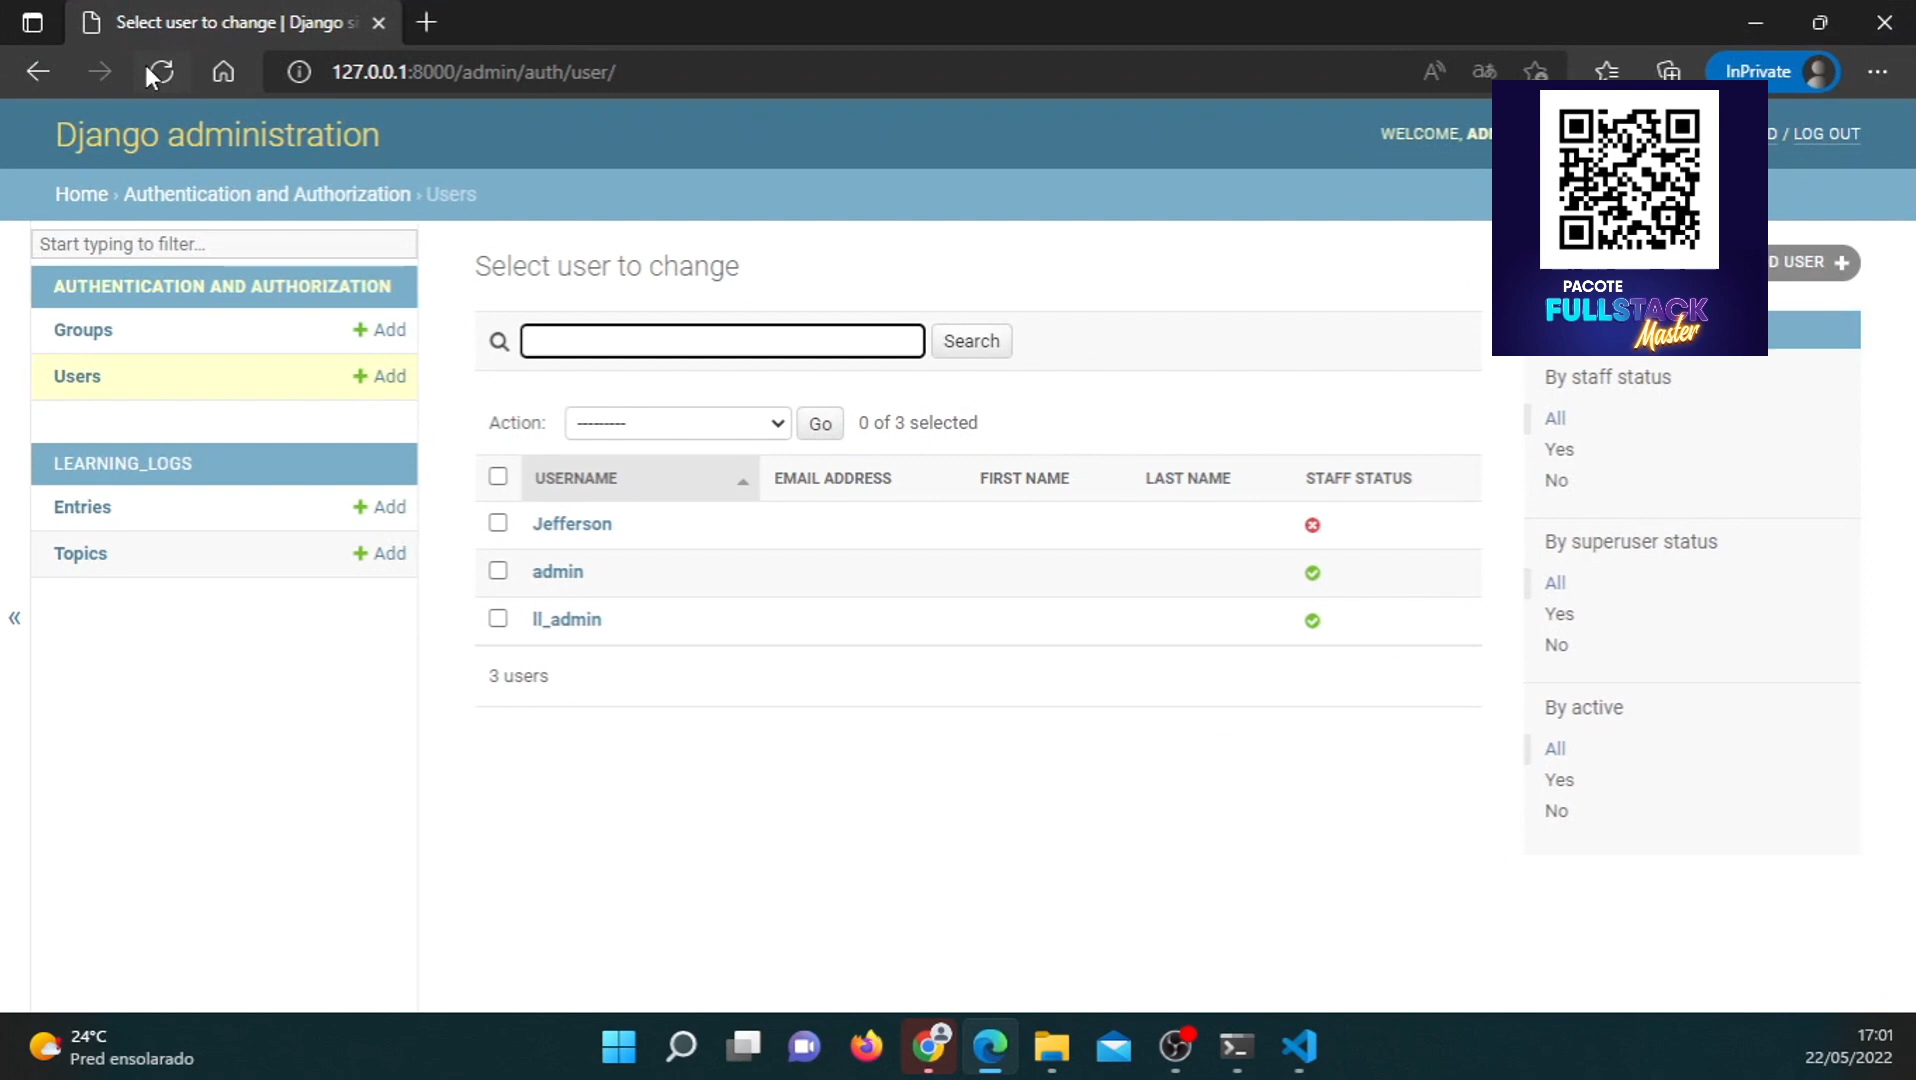 Select user to change | Django s
127.0.0.1:8000/admin/auth/user/
InPrivate
Django administration
WELCOME, AD
/ LOG OUT
Home › Authentication and Authorization › Users
Start typing to filter...
AUTHENTICATION AND AUTHORIZATION
Groups
+ Add
Users
+ Add
LEARNING_LOGS
Entries
+ Add
Topics
+ Add
«
Select user to change
Search
D USER +
Action:
---------
Go
0 of 3 selected
USERNAME
EMAIL ADDRESS
FIRST NAME
LAST NAME
STAFF STATUS
Jefferson
admin
ll_admin
3 users
PACOTE
FULLSTACK
Master
By staff status
All
Yes
No
By superuser status
All
Yes
No
By active
All
Yes
No
24°C
Pred ensolarado
17:01
22/05/2022